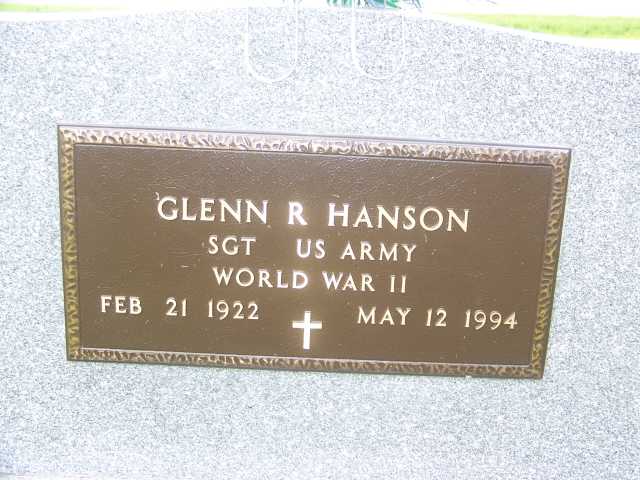 GLENN R HANSON
SGT US ARMY
WORLD WAR II
FEB 21 1922 MAY 12 1994